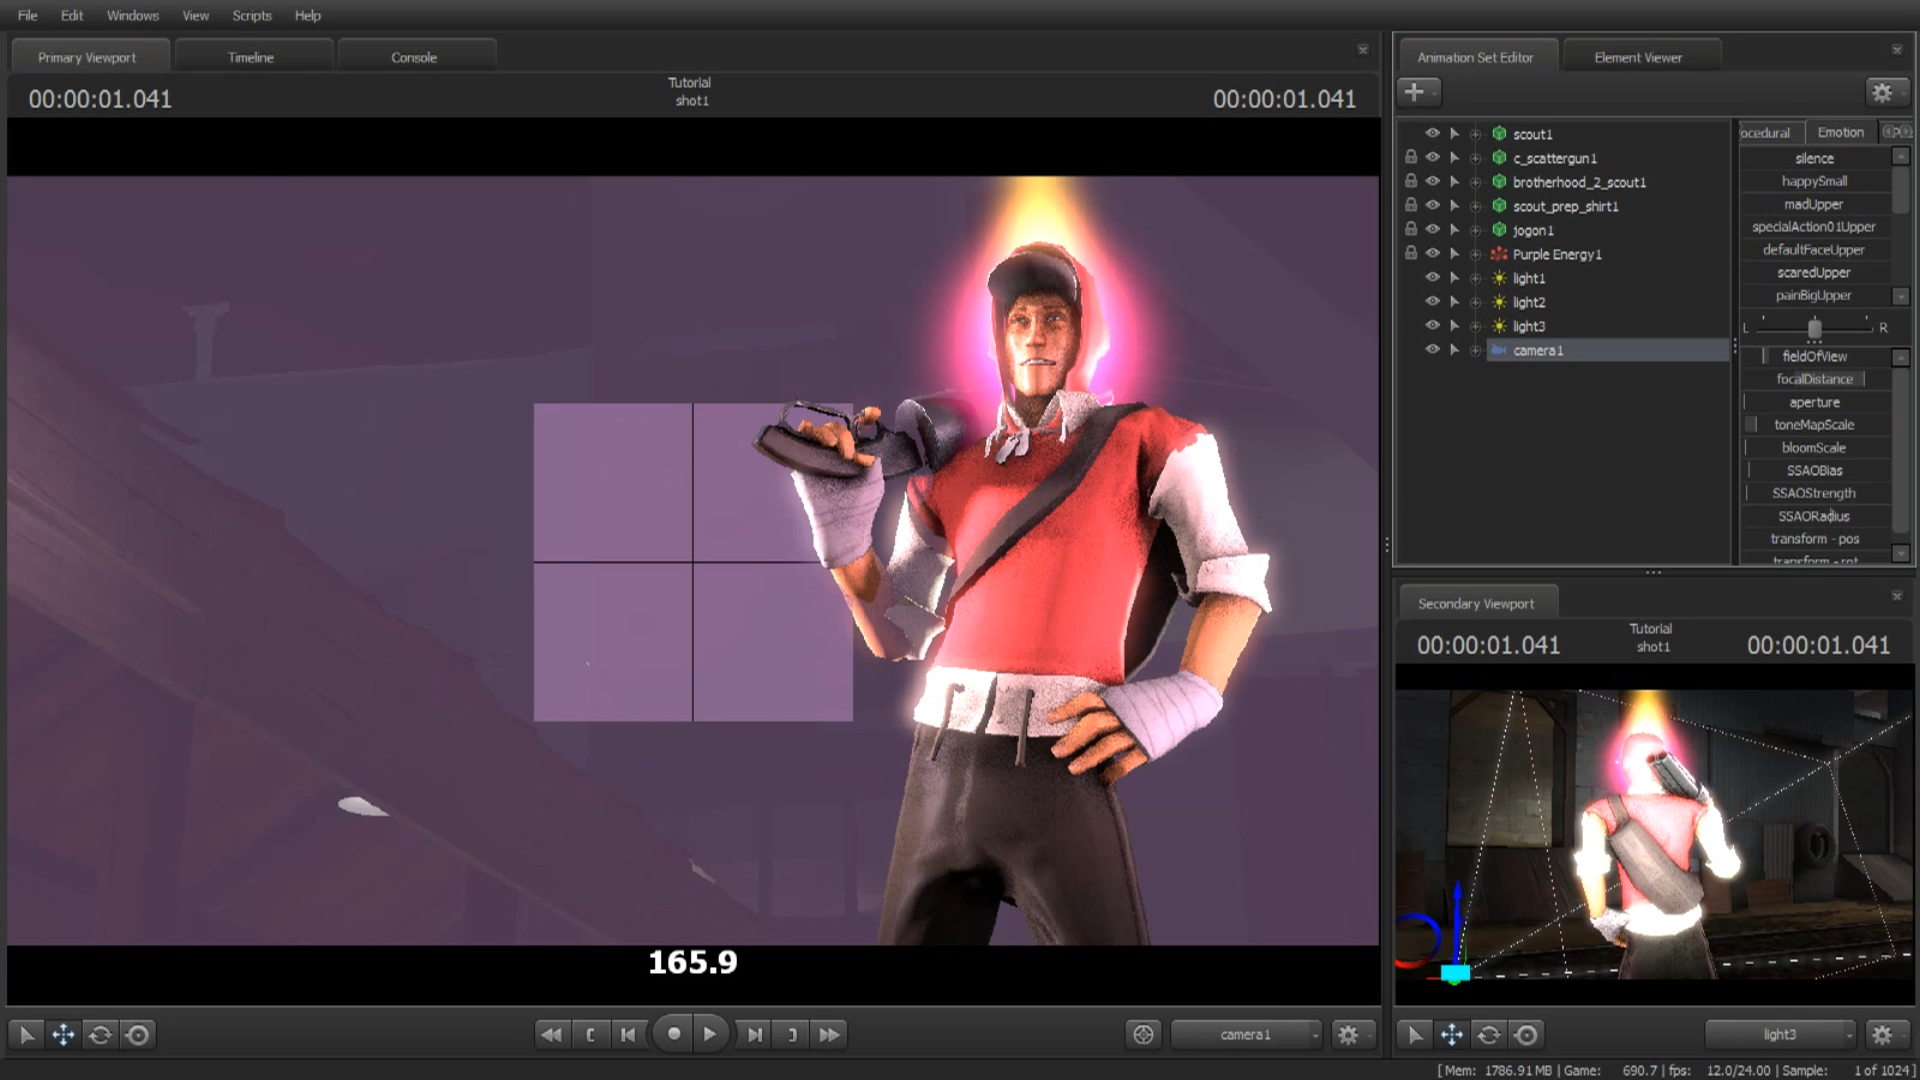 File Edit Windows View Scripts Help
Primary Viewport Timeline Console
Tutorial
00:00:01.041 shot1 00:00:01.041
165.9
camera1
Animation Set Editor Element Viewer
scout1
c_scattergun1
brotherhood_2_scout1
scout_prep_shirt1
jogon1
Purple Energy1
light1
light2
light3
camera1
ocedural Emotion
silence
happySmall
madUpper
specialAction01Upper
defaultFaceUpper
scaredUpper
painBigUpper
L R
fieldOfView
focalDistance
aperture
toneMapScale
bloomScale
SSAOBias
SSAOStrength
SSAORadius
transform - pos
transform - rot
Secondary Viewport
Tutorial
00:00:01.041 shot1 00:00:01.041
light3
[ Mem: 1786.91 MB | Game: 690.7 | fps: 12.0/24.00 | Sample: 1 of 1024 ]